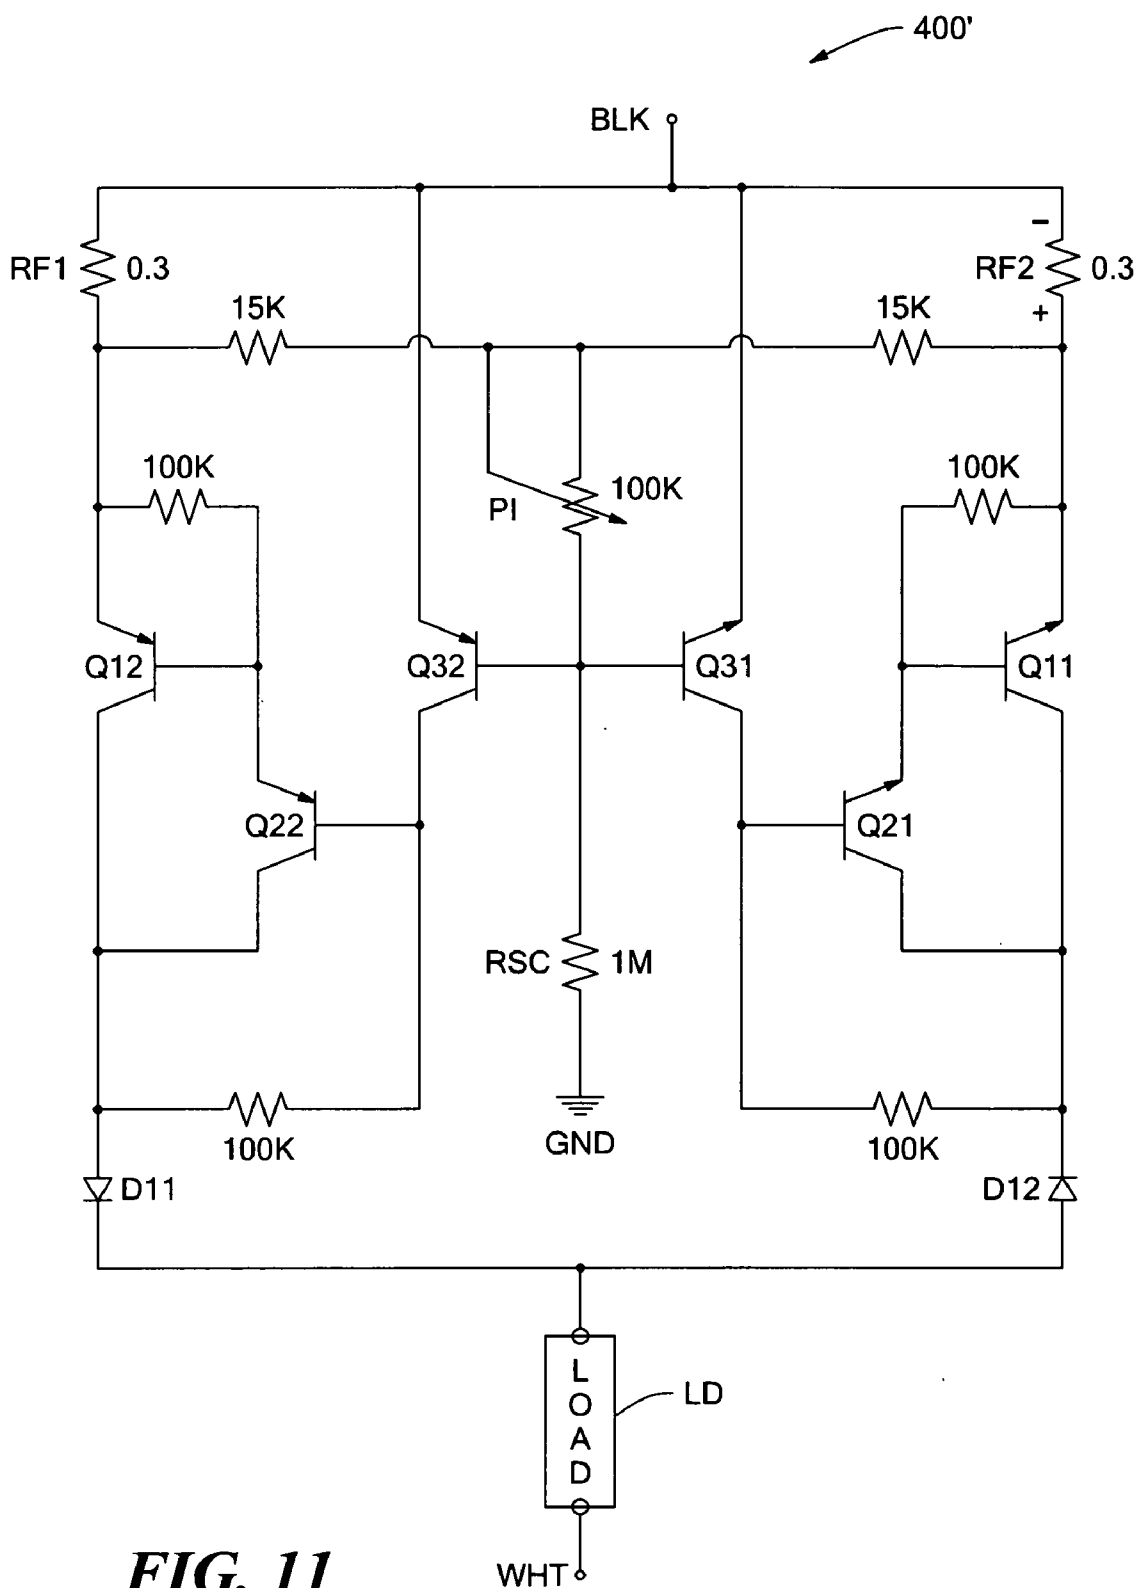 400'
BLK
RF1
0.3
RF2
0.3
−
+
15K
15K
100K
100K
PI
100K
Q12
Q32
Q31
Q11
Q22
Q21
RSC
1M
GND
100K
100K
D11
D12
LOAD
LD
WHT
FIG. 11